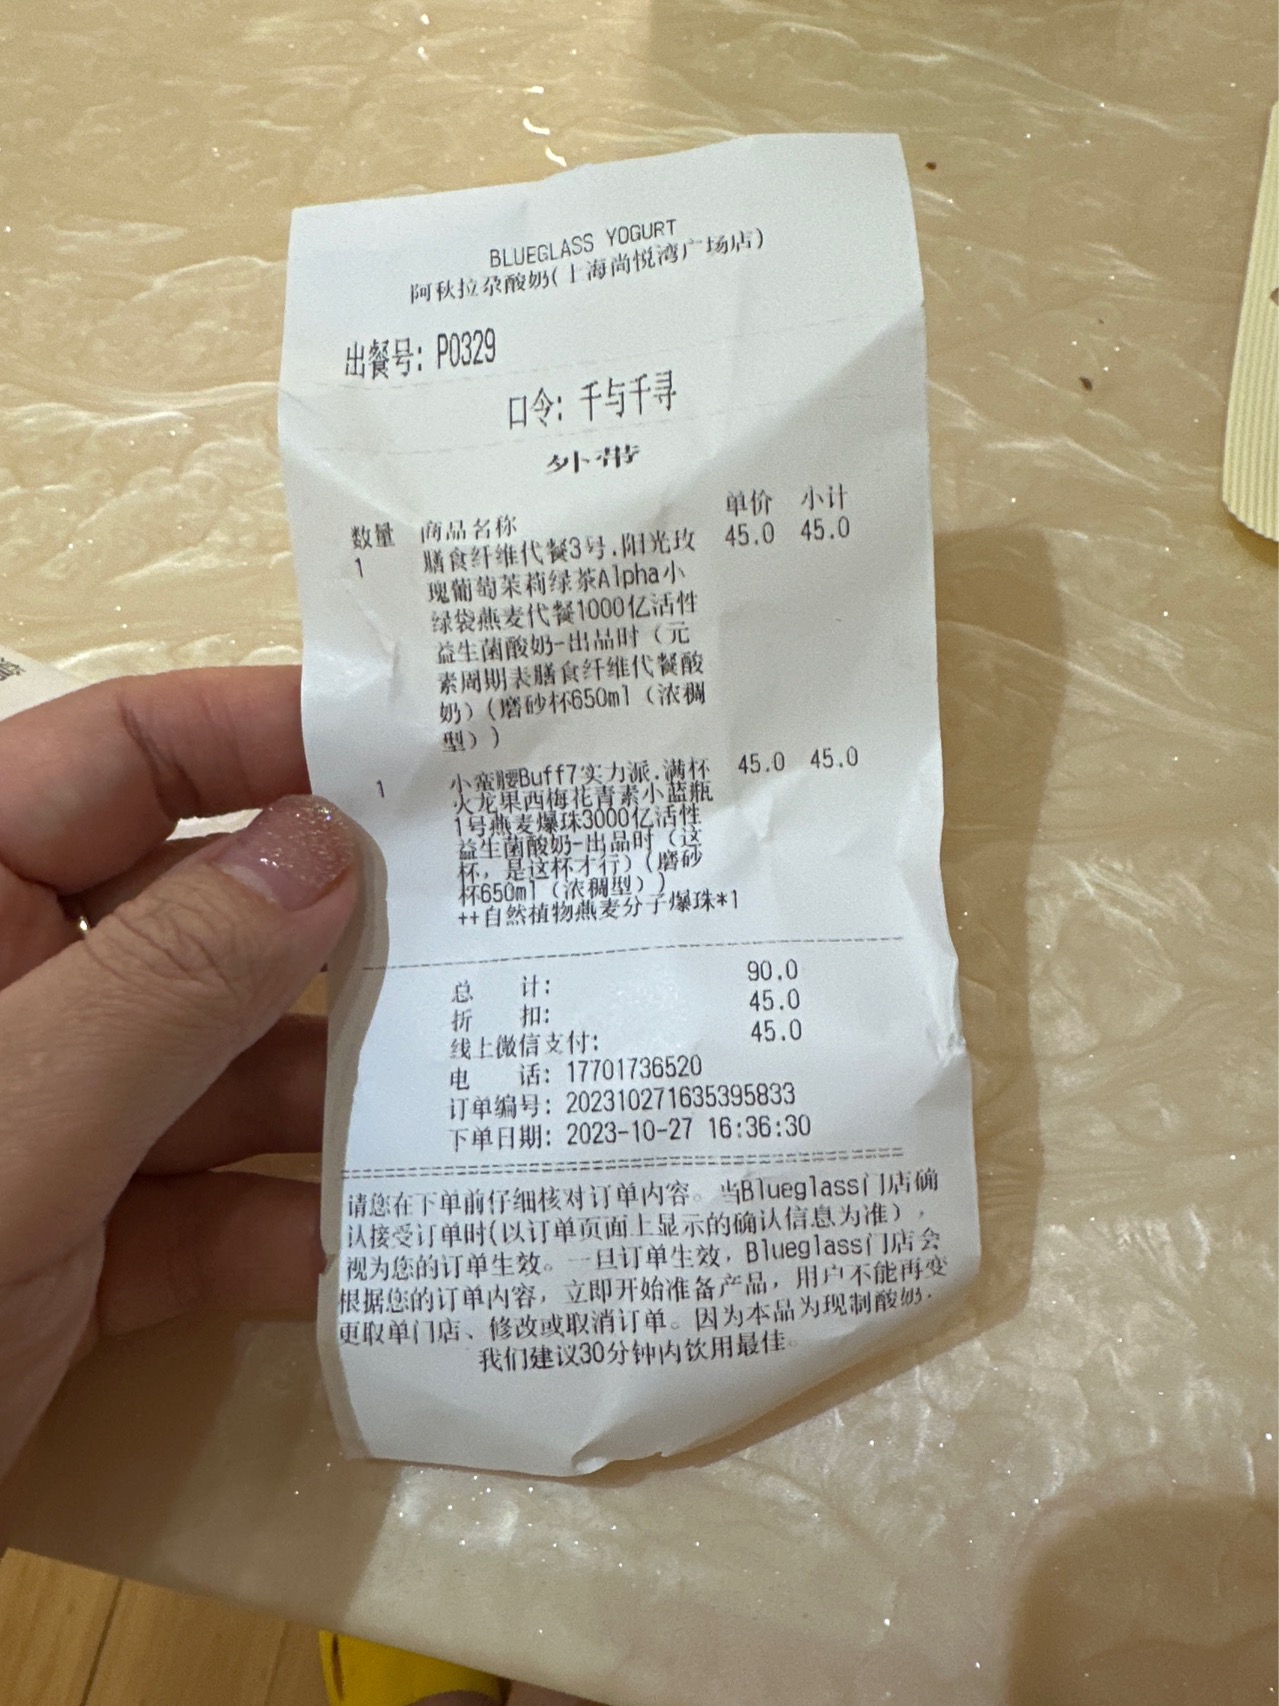 BLUEGLASS YOGURT
阿秋拉尕酸奶(上海尚悦湾广场店)
出餐号: P0329
口令: 千与千寻
外带
数量 商品名称 单价 小计
1 膳食纤维代餐3号.阳光玫 45.0 45.0
瑰葡萄茉莉绿茶Alpha小
绿袋燕麦代餐1000亿活性
益生菌酸奶-出品时（元
素周期表膳食纤维代餐酸
奶）(磨砂杯650ml（浓稠
型）)
1 小蛮腰Buff7实力派.满杯 45.0 45.0
火龙果西梅花青素小蓝瓶
1号燕麦爆珠3000亿活性
益生菌酸奶-出品时（这
杯，是这杯才行）(磨砂
杯650ml（浓稠型）)
++自然植物燕麦分子爆珠*1
总 计: 90.0
折 扣: 45.0
线上微信支付: 45.0
电 话: 17701736520
订单编号: 202310271635395833
下单日期: 2023-10-27 16:36:30
请您在下单前仔细核对订单内容。当Blueglass门店确
认接受订单时(以订单页面上显示的确认信息为准)，
视为您的订单生效。一旦订单生效，Blueglass门店会
根据您的订单内容，立即开始准备产品，用户不能再变
更取单门店、修改或取消订单。因为本品为现制酸奶，
我们建议30分钟内饮用最佳。